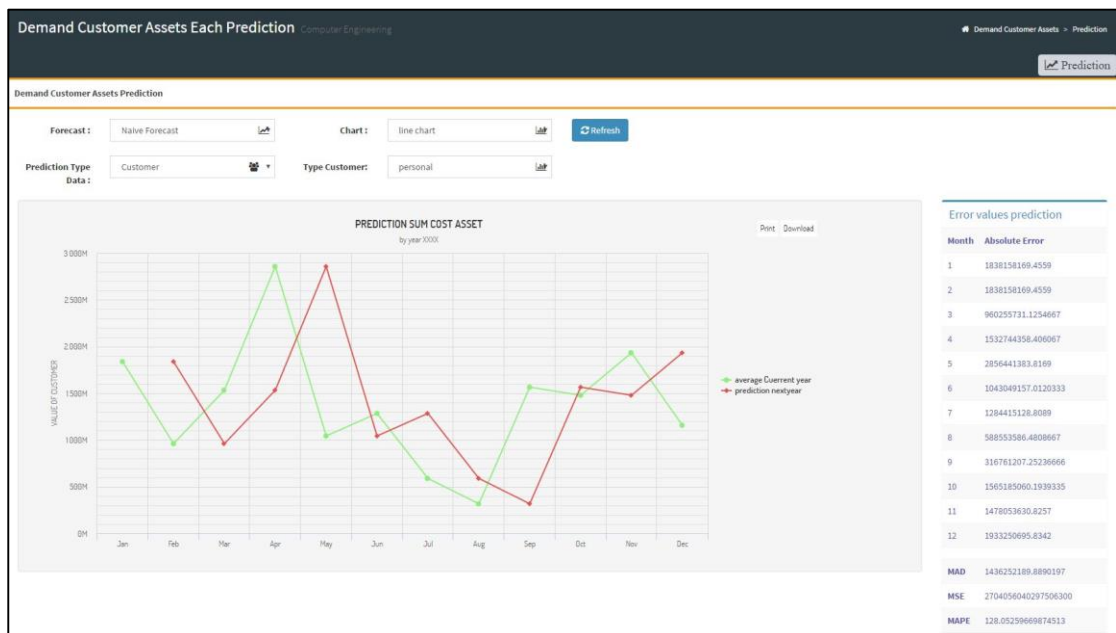 Demand Customer Assets Each Prediction Computer Engineering
Demand Customer Assets > Prediction
Prediction
Demand Customer Assets Prediction
Forecast : Naive Forecast Chart : line chart Refresh
Prediction Type Data : Customer Type Customer: personal
PREDICTION SUM COST ASSET
by year XXXX
Print Download
VALUE OF CUSTOMER
3 000M
2 500M
2 000M
1 500M
1 000M
500M
0M
Jan Feb Mar Apr May Jun Jul Aug Sep Oct Nov Dec
average Cuerrent year
prediction nextyear
Error values prediction
Month Absolute Error
1 1838158169.4559
2 1838158169.4559
3 960255731.1254667
4 1532744358.406067
5 2856441383.8169
6 1043049157.0120333
7 1284415128.8089
8 588553586.4808667
9 316761207.25236666
10 1565185060.1939335
11 1478053630.8257
12 1933250695.8342
MAD 1436252189.8890197
MSE 2704056040297506300
MAPE 128.05259669874513